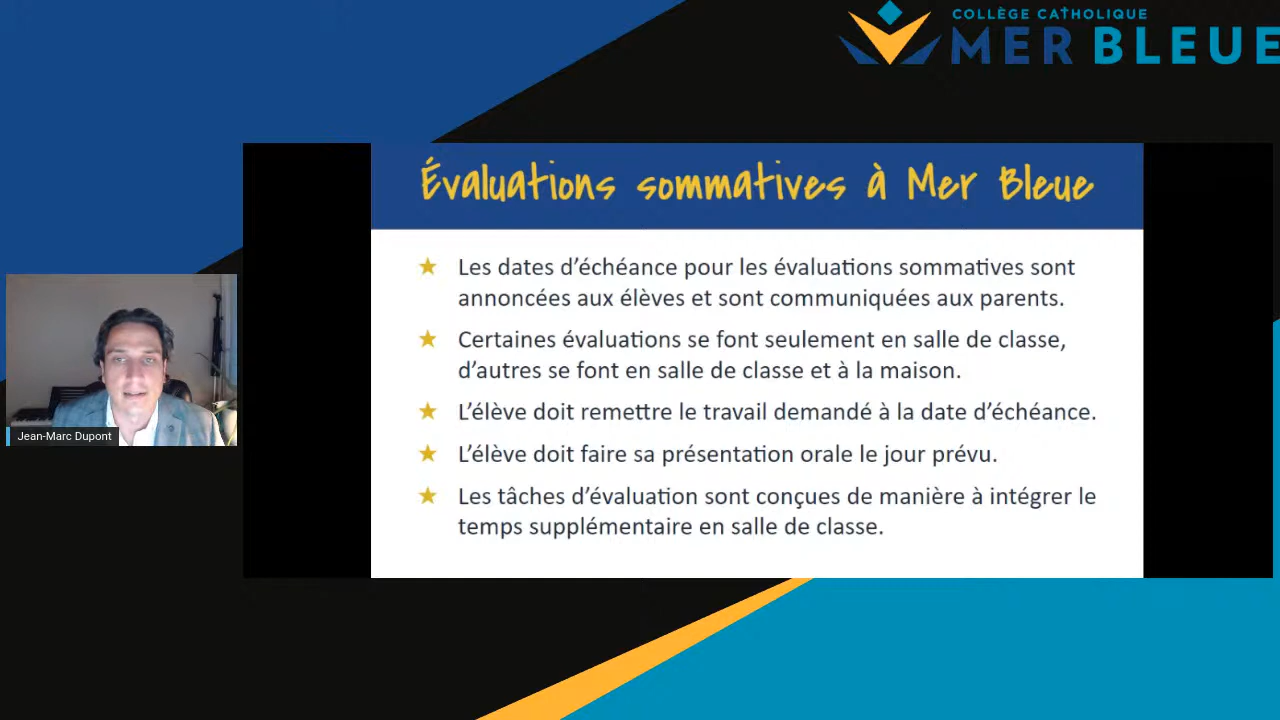 COLLÈGE CATHOLIQUE
MER BLEUE
Évaluations sommatives à Mer Bleue
Les dates d’échéance pour les évaluations sommatives sont
annoncées aux élèves et sont communiquées aux parents.
Certaines évaluations se font seulement en salle de classe,
d’autres se font en salle de classe et à la maison.
L’élève doit remettre le travail demandé à la date d’échéance.
L’élève doit faire sa présentation orale le jour prévu.
Les tâches d’évaluation sont conçues de manière à intégrer le
temps supplémentaire en salle de classe.
Jean-Marc Dupont